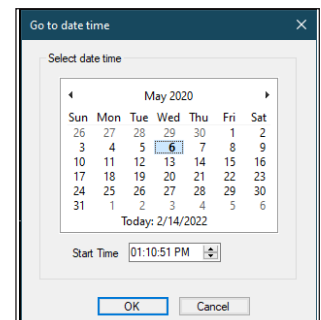 Go to date time
Select date time
May 2020
Sun Mon Tue Wed Thu Fri Sat
26 27 28 29 30 1 2
3 4 5 6 7 8 9
10 11 12 13 14 15 16
17 18 19 20 21 22 23
24 25 26 27 28 29 30
31 1 2 3 4 5 6
Today: 2/14/2022
Start Time 01:10:51 PM
OK Cancel